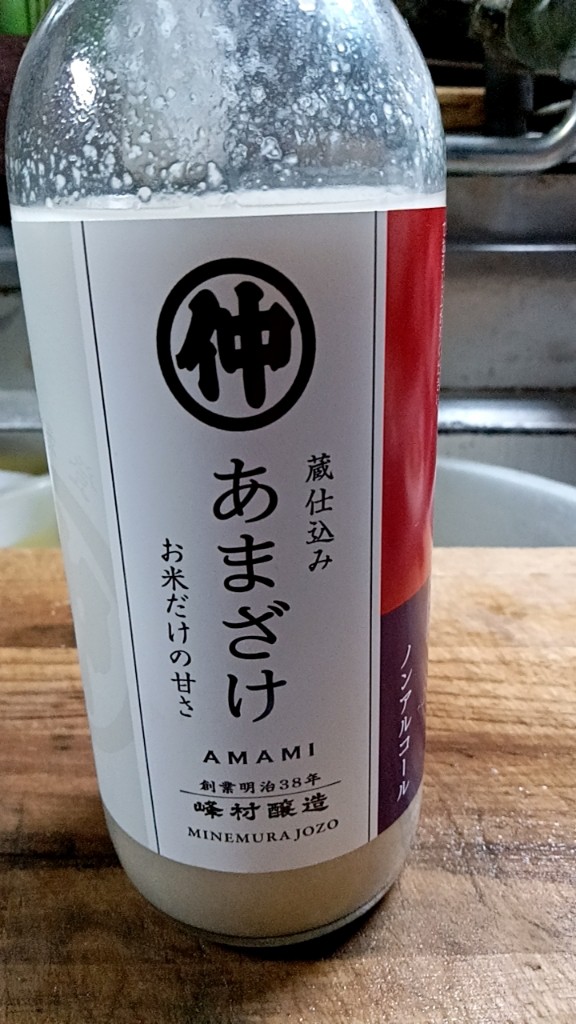 仲
蔵仕込み
あまざけ
お米だけの甘さ
AMAMI
創業明治38年
峰村醸造
MINEMURA JOZO
ノンアルコール